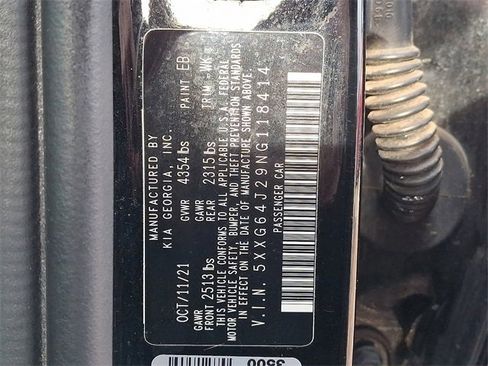 MANUFACTURED BY
KIA GEORGIA, INC.
OCT/11/21 GVWR 4354 lbs PAINT EB
GAWR FRONT 2513 lbs GAWR REAR 2315 lbs TRIM WK
THIS VEHICLE CONFORMS TO ALL APPLICABLE U.S.A. FEDERAL
MOTOR VEHICLE SAFETY, BUMPER, AND THEFT PREVENTION STANDARDS
IN EFFECT ON THE DATE OF MANUFACTURE SHOWN ABOVE.
V.I.N. 5XXG64J29NG118414
PASSENGER CAR
3500